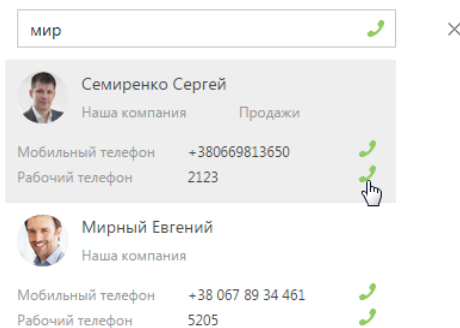 мир
Семиренко Сергей
Наша компания Продажи
Мобильный телефон +380669813650
Рабочий телефон 2123
Мирный Евгений
Наша компания
Мобильный телефон +38 067 89 34 461
Рабочий телефон 5205